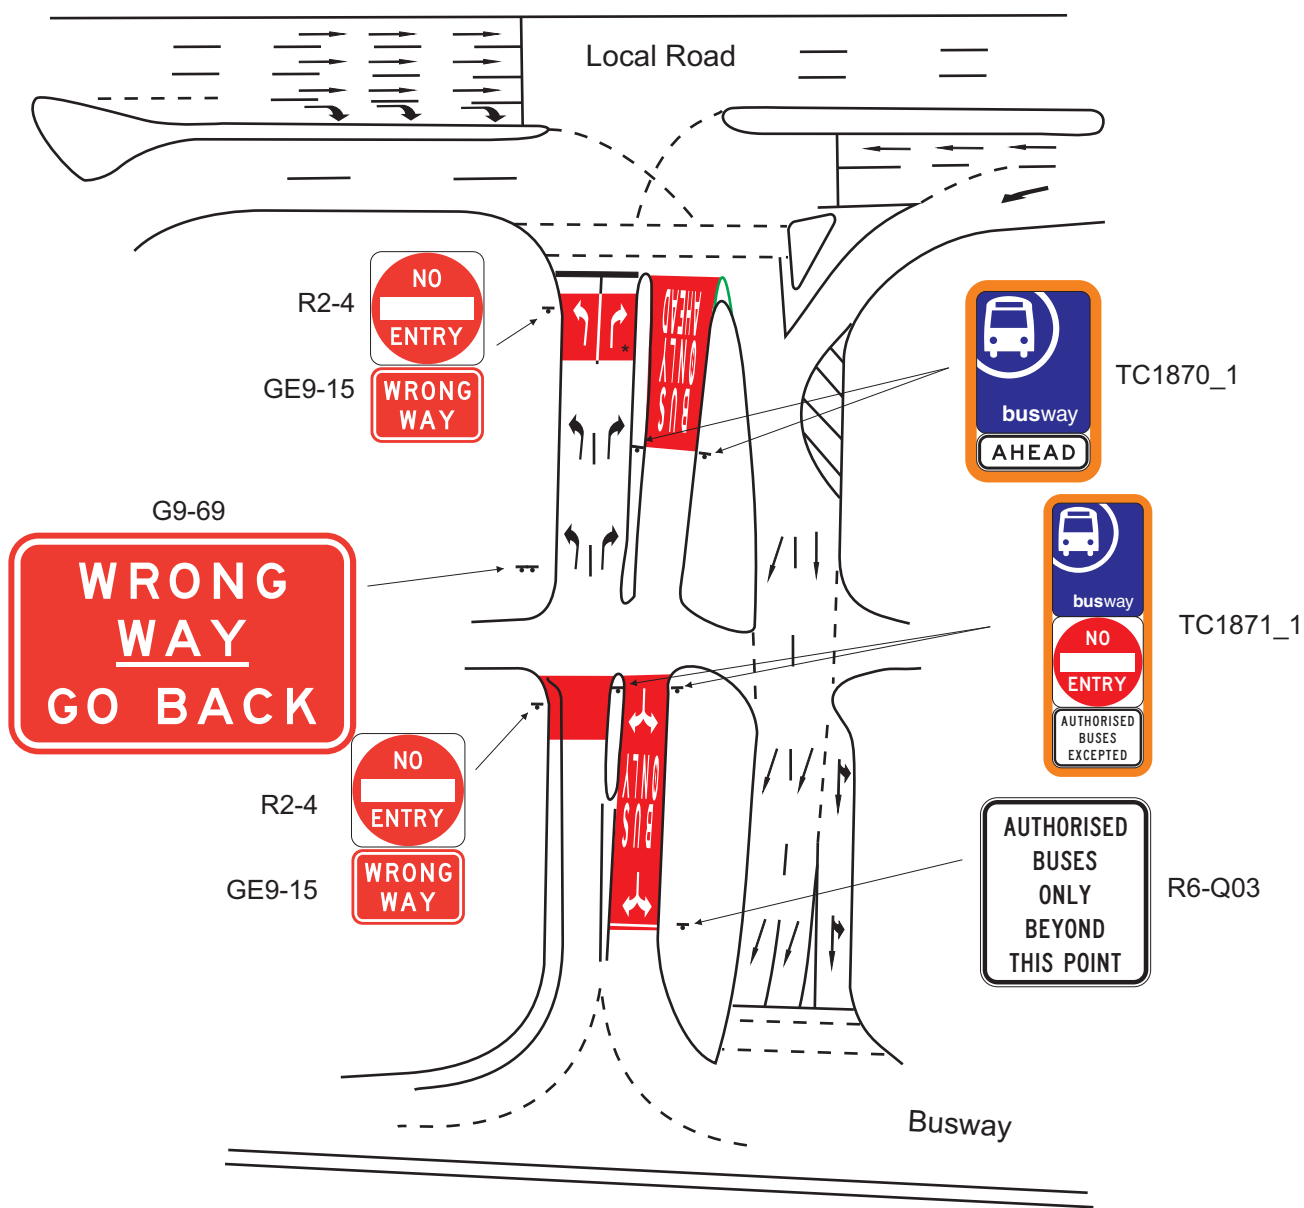 Local Road
NO
ENTRY
WRONG
WAY
R2-4
GE9-15
AHEAD
ONLY
BUS
*
busway
AHEAD
TC1870_1
G9-69
WRONG
WAY
GO BACK
busway
NO
ENTRY
AUTHORISED
BUSES
EXCEPTED
TC1871_1
NO
ENTRY
WRONG
WAY
R2-4
GE9-15
ONLY
BUS
AUTHORISED
BUSES
ONLY
BEYOND
THIS POINT
R6-Q03
Busway